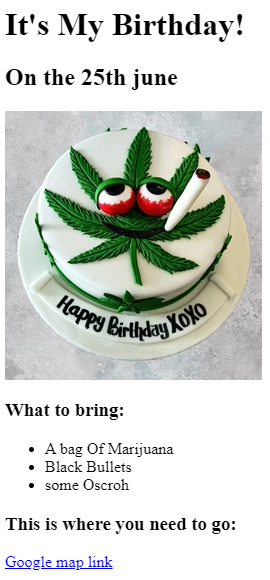 It's My Birthday!
On the 25th june
Happy Birthday XOXO
What to bring:
A bag Of Marijuana
Black Bullets
some Oscroh
This is where you need to go:
Google map link